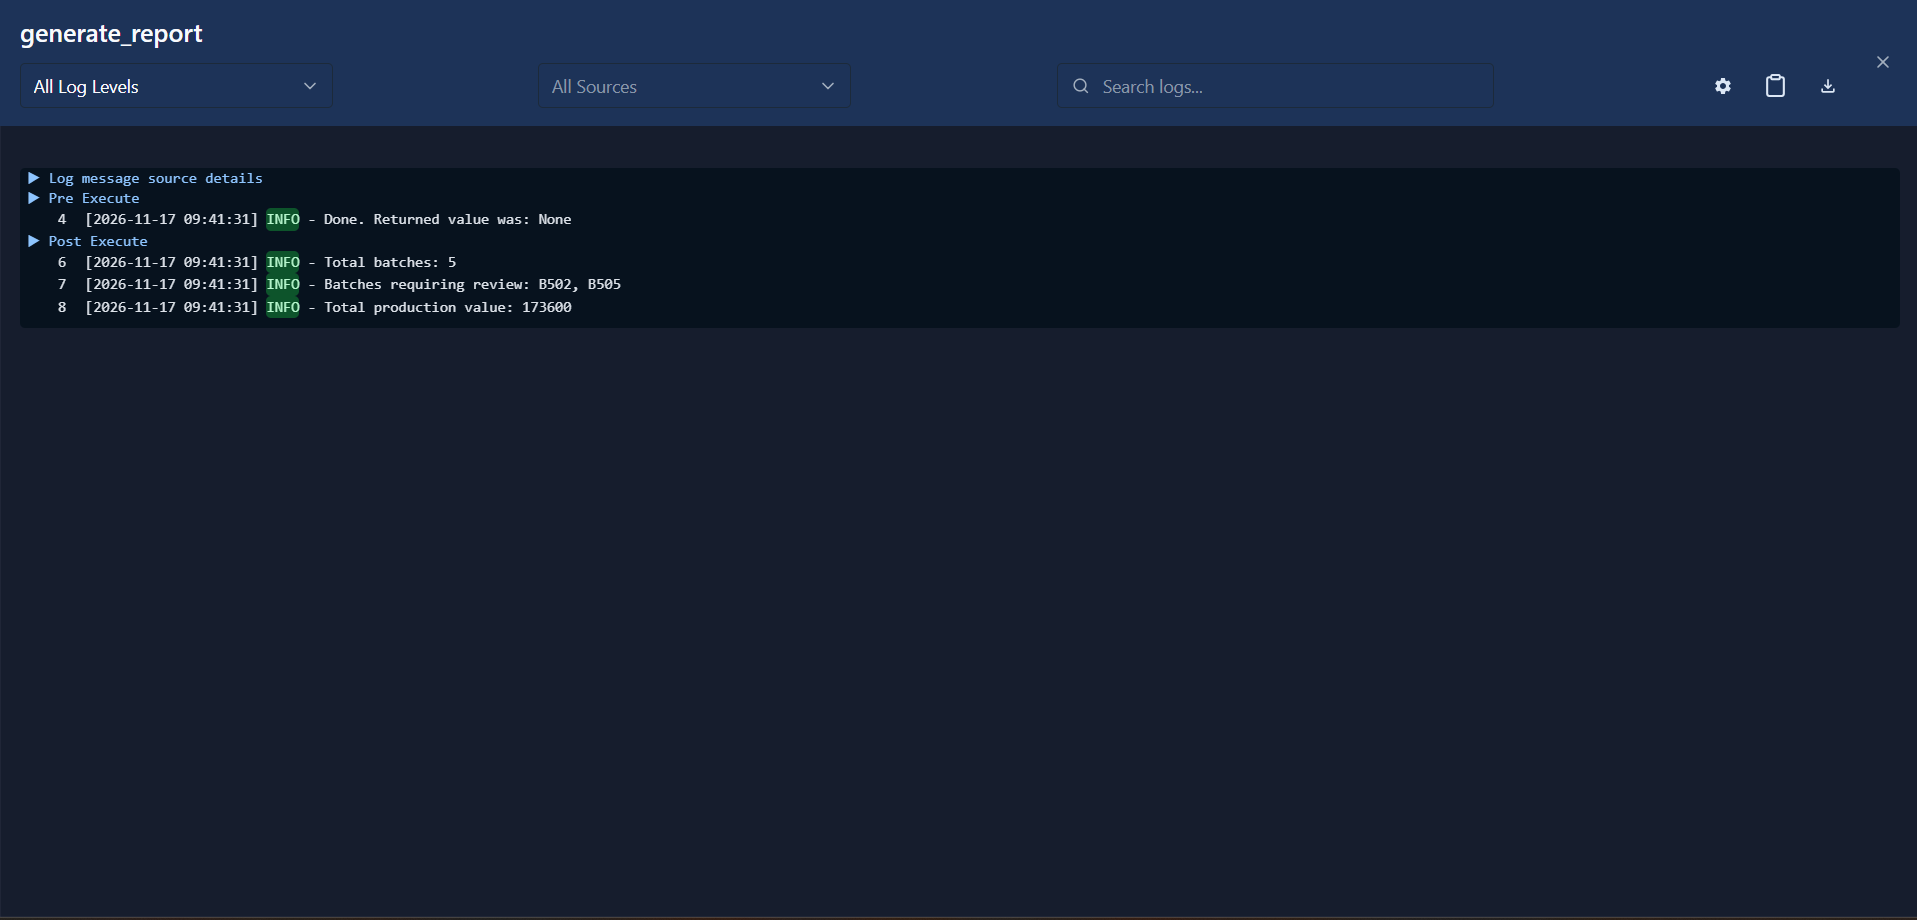 generate_report
All Log Levels
All Sources
Search logs...
Log message source details
Pre Execute
4 [2026-11-17 09:41:31] INFO - Done. Returned value was: None
Post Execute
6 [2026-11-17 09:41:31] INFO - Total batches: 5
7 [2026-11-17 09:41:31] INFO - Batches requiring review: B502, B505
8 [2026-11-17 09:41:31] INFO - Total production value: 173600